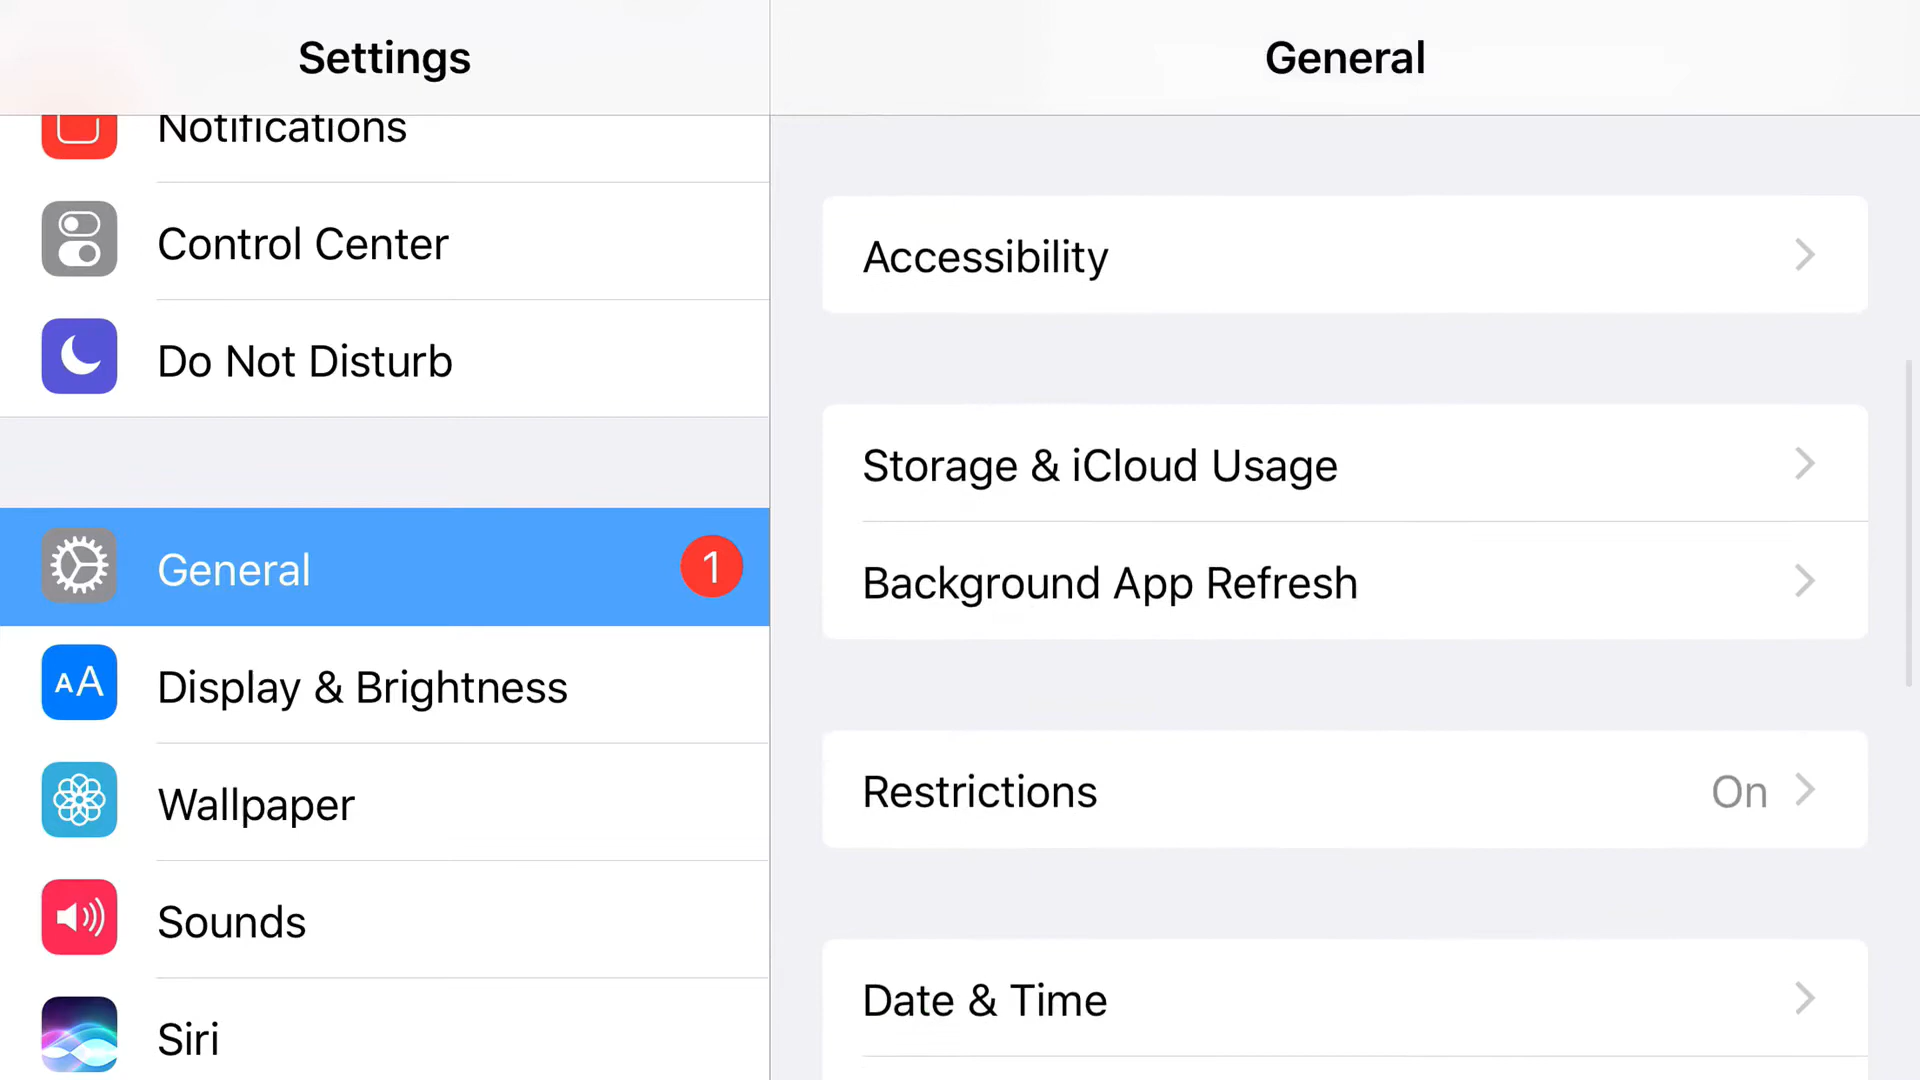 Settings
Notifications
Control Center
Do Not Disturb
General
1
AA
Display & Brightness
Wallpaper
Sounds
Siri
General
Accessibility
Storage & iCloud Usage
Background App Refresh
Restrictions
On
Date & Time